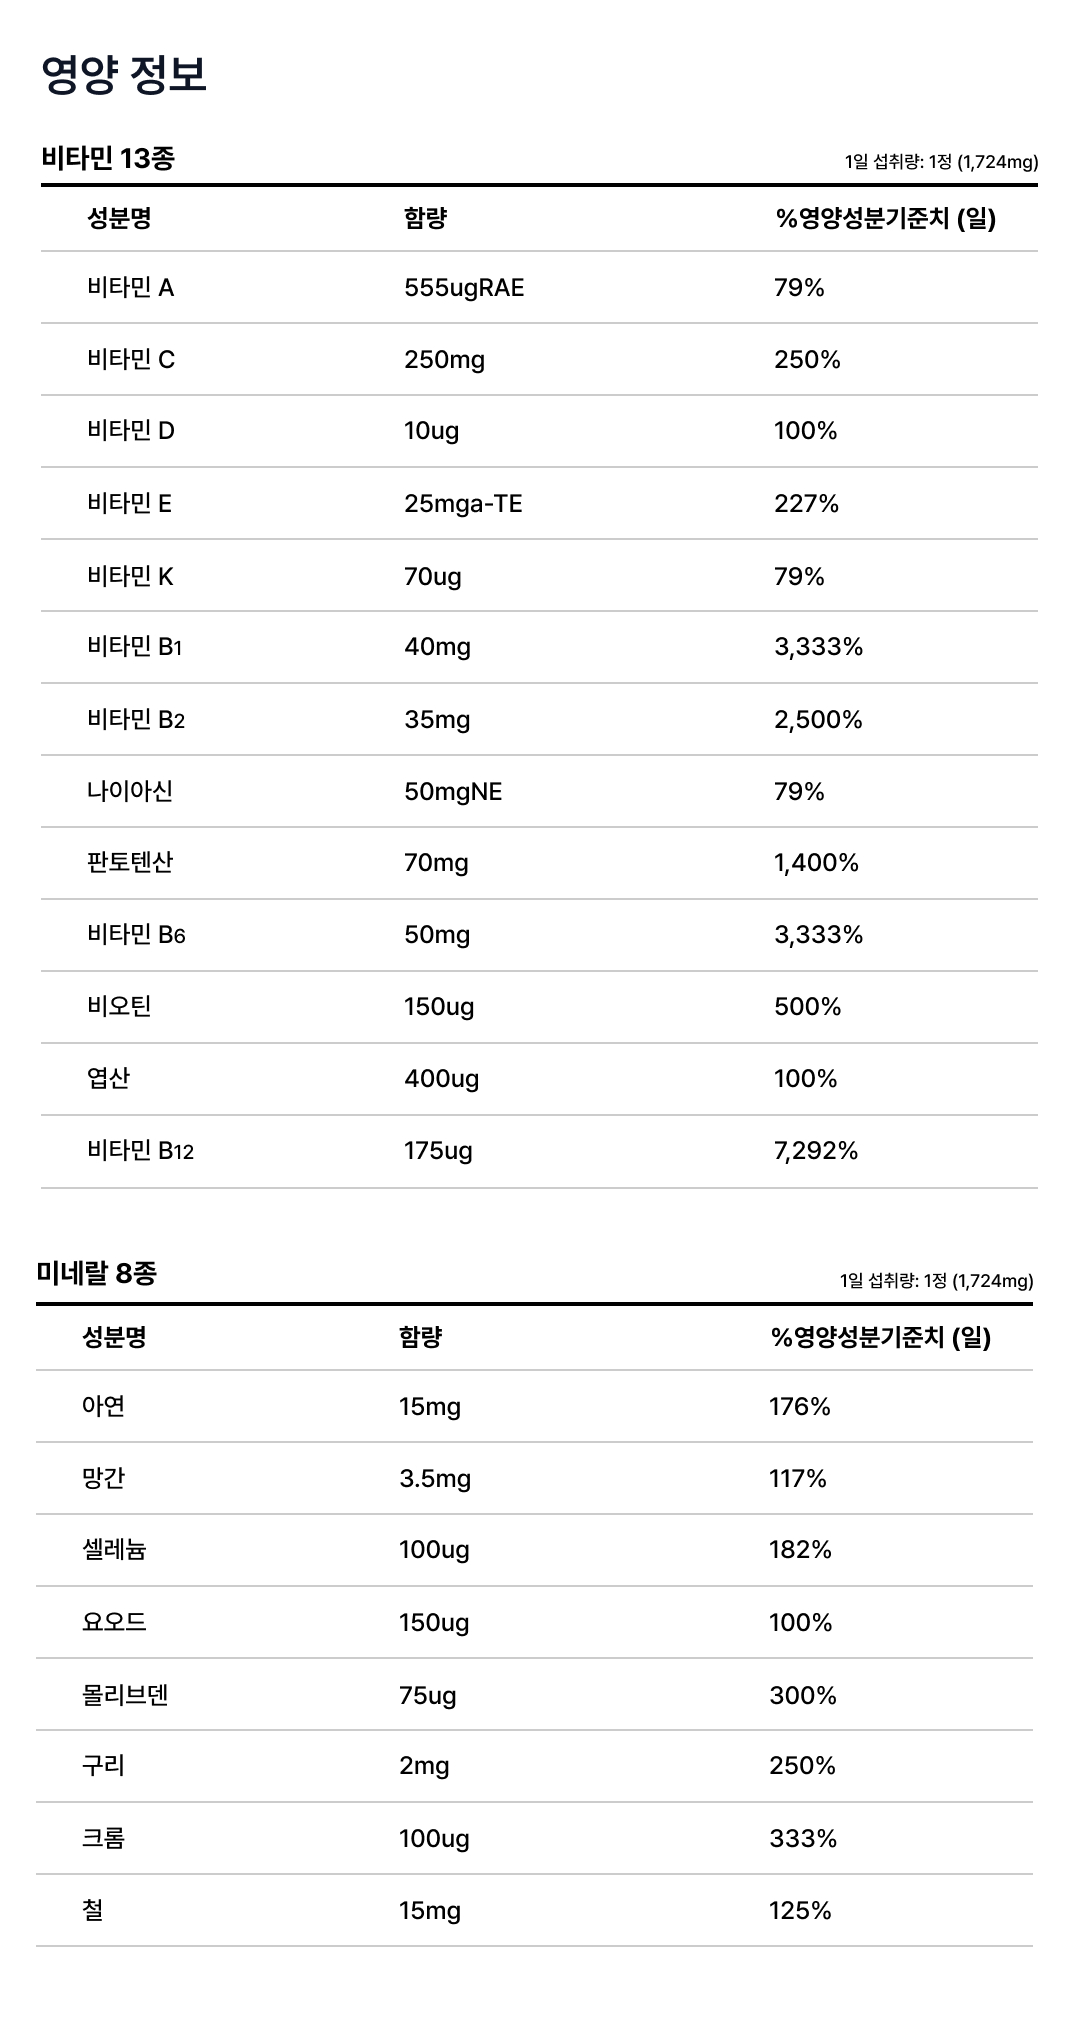 영양 정보
비타민 13종 1일 섭취량: 1정 (1,724mg)
성분명 함량 %영양성분기준치 (일)
비타민 A 555ugRAE 79%
비타민 C 250mg 250%
비타민 D 10ug 100%
비타민 E 25mga-TE 227%
비타민 K 70ug 79%
비타민 B1 40mg 3,333%
비타민 B2 35mg 2,500%
나이아신 50mgNE 79%
판토텐산 70mg 1,400%
비타민 B6 50mg 3,333%
비오틴 150ug 500%
엽산 400ug 100%
비타민 B12 175ug 7,292%
미네랄 8종 1일 섭취량: 1정 (1,724mg)
성분명 함량 %영양성분기준치 (일)
아연 15mg 176%
망간 3.5mg 117%
셀레늄 100ug 182%
요오드 150ug 100%
몰리브덴 75ug 300%
구리 2mg 250%
크롬 100ug 333%
철 15mg 125%